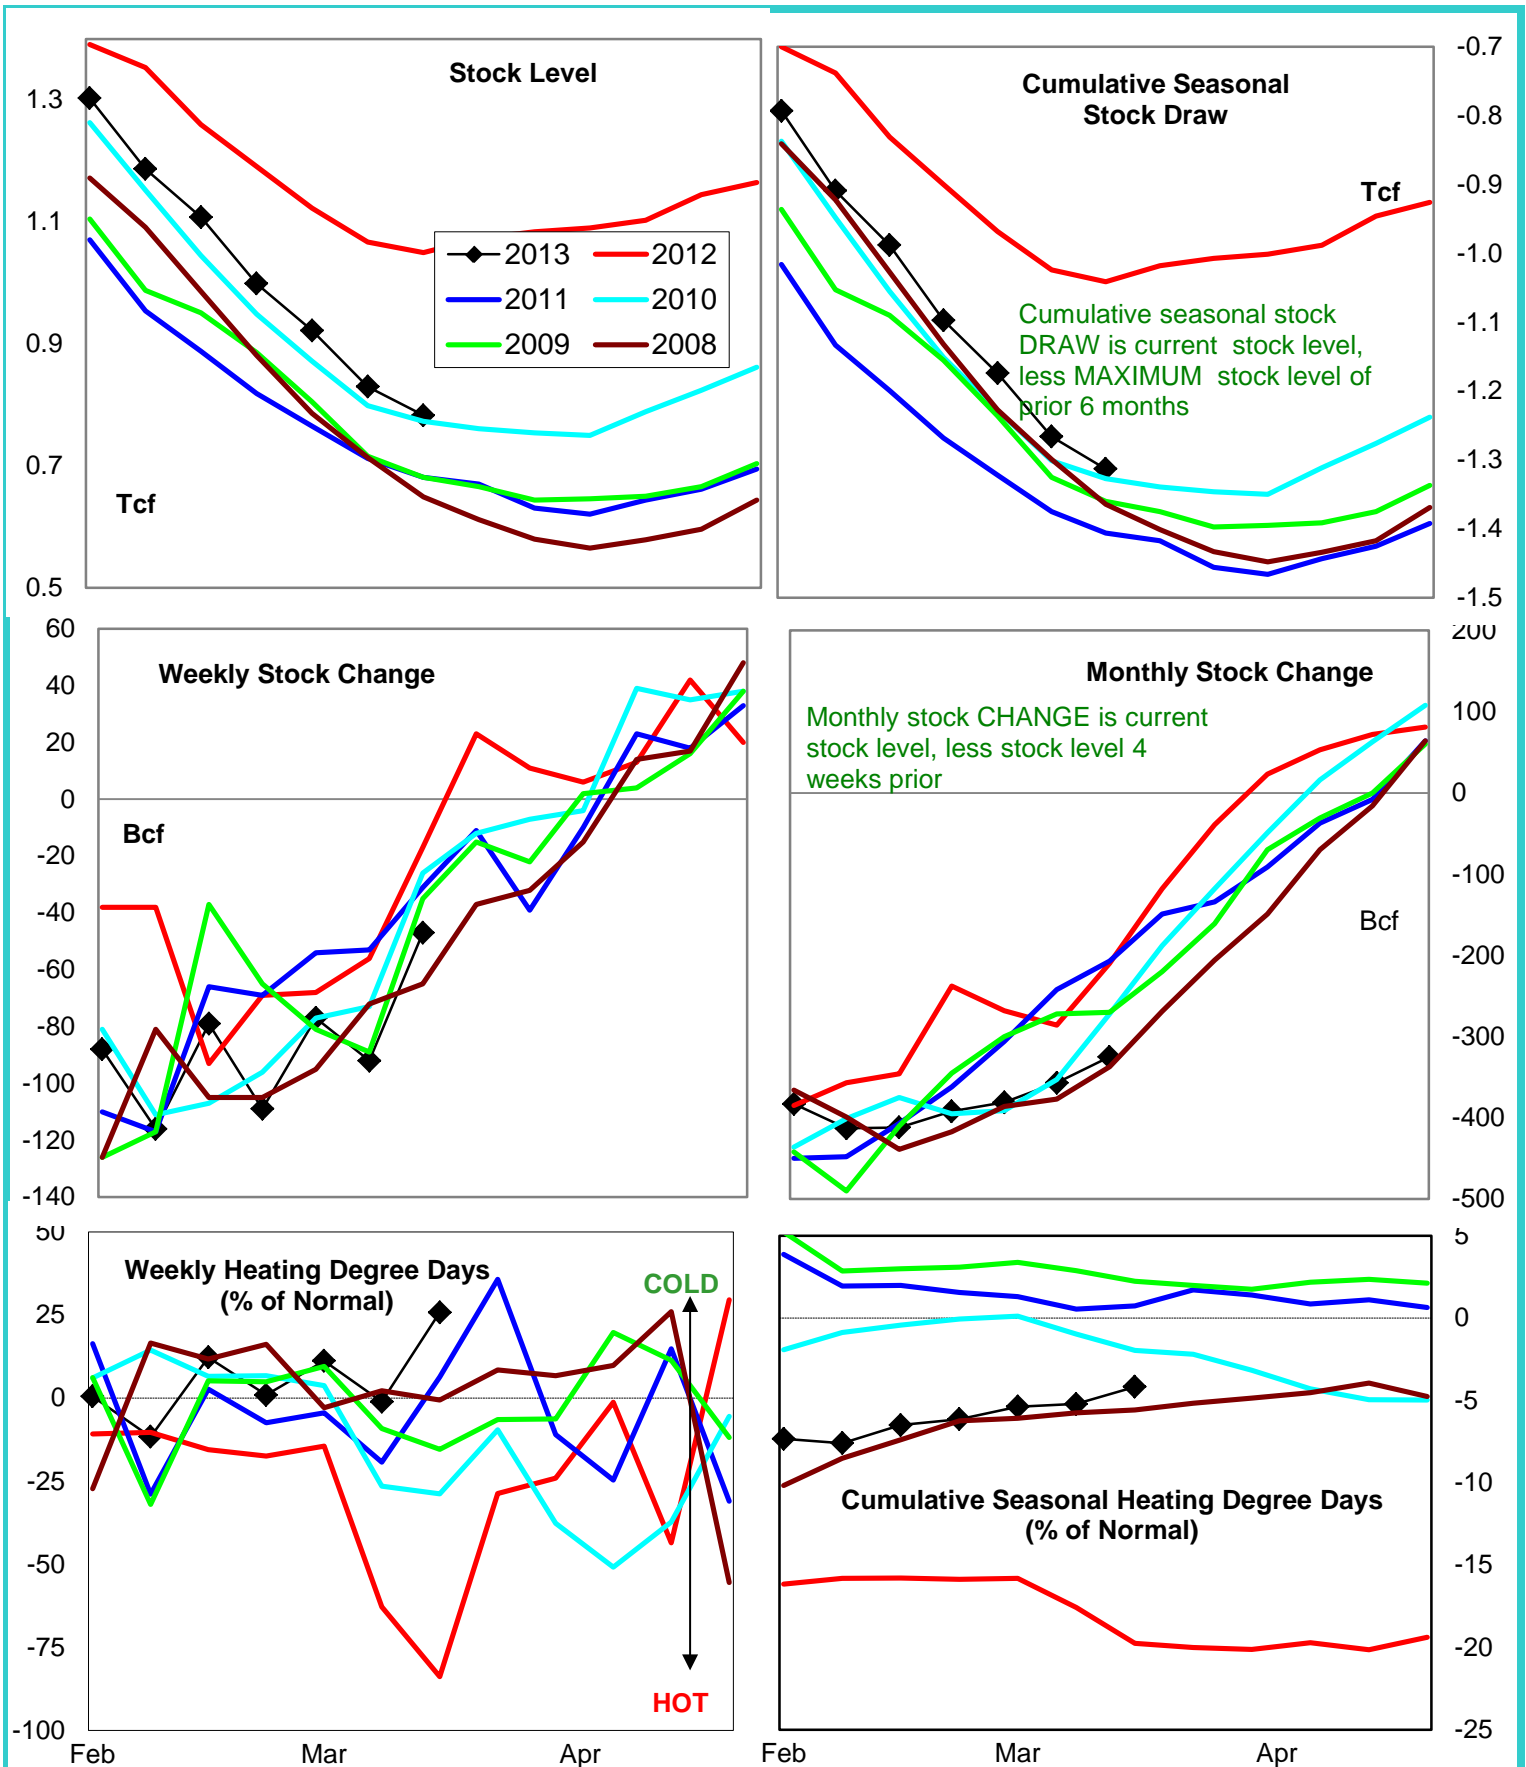 Stock Level
1.3
1.1
0.9
0.7
0.5
Tcf
2013
2012
2011
2010
2009
2008
Cumulative Seasonal
Stock Draw
Tcf
Cumulative seasonal stock
DRAW is current stock level,
less MAXIMUM stock level of
prior 6 months
-0.7
-0.8
-0.9
-1.0
-1.1
-1.2
-1.3
-1.4
-1.5
60
40
20
0
-20
-40
-60
-80
-100
-120
-140
Weekly Stock Change
Bcf
Monthly Stock Change
Monthly stock CHANGE is current
stock level, less stock level 4
weeks prior
Bcf
200
100
0
-100
-200
-300
-400
-500
50
25
0
-25
-50
-75
-100
Weekly Heating Degree Days
(% of Normal)
COLD
HOT
Feb
Mar
Apr
5
0
-5
-10
-15
-20
-25
Cumulative Seasonal Heating Degree Days
(% of Normal)
Feb
Mar
Apr